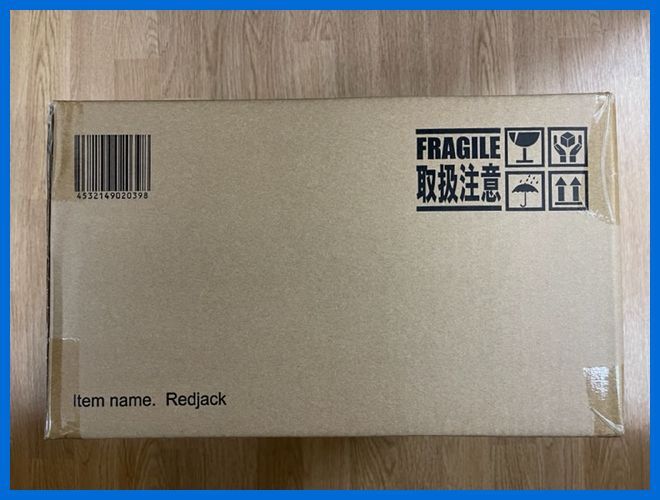 FRAGILE
取扱注意
4532149020398
Item name. Redjack